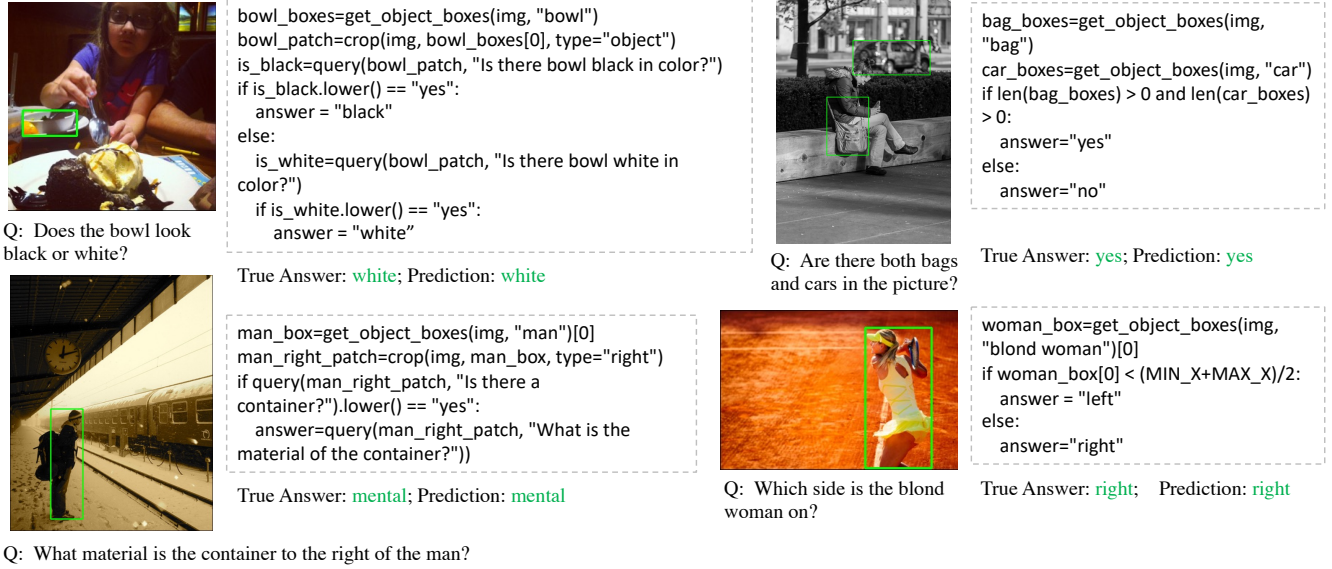 bowl_boxes=get_object_boxes(img, "bowl")
bowl_patch=crop(img, bowl_boxes[0], type="object")
is_black=query(bowl_patch, "Is there bowl black in color?")
if is_black.lower() == "yes":
answer = "black"
else:
is_white=query(bowl_patch, "Is there bowl white in
color?")
if is_white.lower() == "yes":
answer = "white”
Q: Does the bowl look
black or white?
True Answer: white; Prediction: white
bag_boxes=get_object_boxes(img,
"bag")
car_boxes=get_object_boxes(img, "car")
if len(bag_boxes) > 0 and len(car_boxes)
> 0:
answer="yes"
else:
answer="no"
Q: Are there both bags
and cars in the picture?
True Answer: yes; Prediction: yes
man_box=get_object_boxes(img, "man")[0]
man_right_patch=crop(img, man_box, type="right")
if query(man_right_patch, "Is there a
container?").lower() == "yes":
answer=query(man_right_patch, "What is the
material of the container?"))
True Answer: mental; Prediction: mental
Q: What material is the container to the right of the man?
woman_box=get_object_boxes(img,
"blond woman")[0]
if woman_box[0] < (MIN_X+MAX_X)/2:
answer = "left"
else:
answer="right"
Q: Which side is the blond
woman on?
True Answer: right; Prediction: right